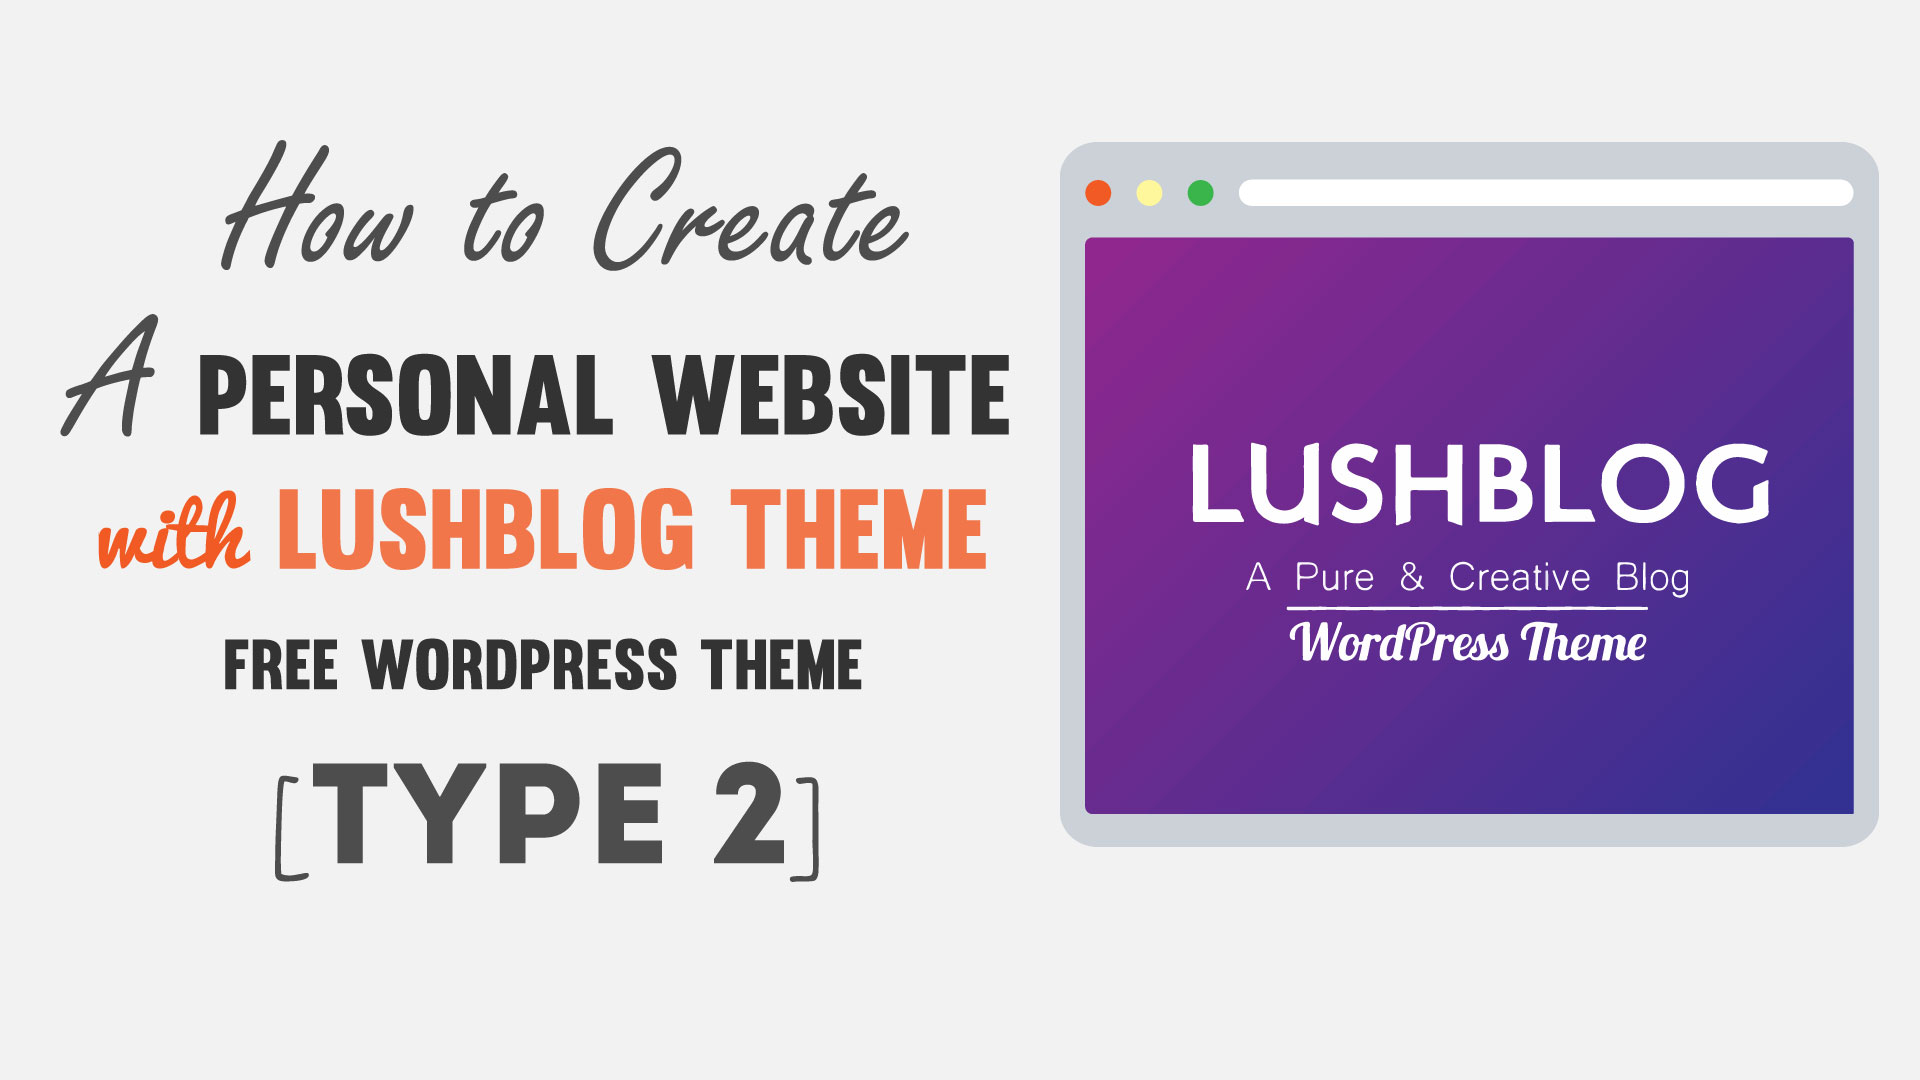 How to Create
A PERSONAL WEBSITE
with LUSHBLOG THEME
FREE WORDPRESS THEME
[TYPE 2]
LUSHBLOG
A Pure & Creative Blog
WordPress Theme